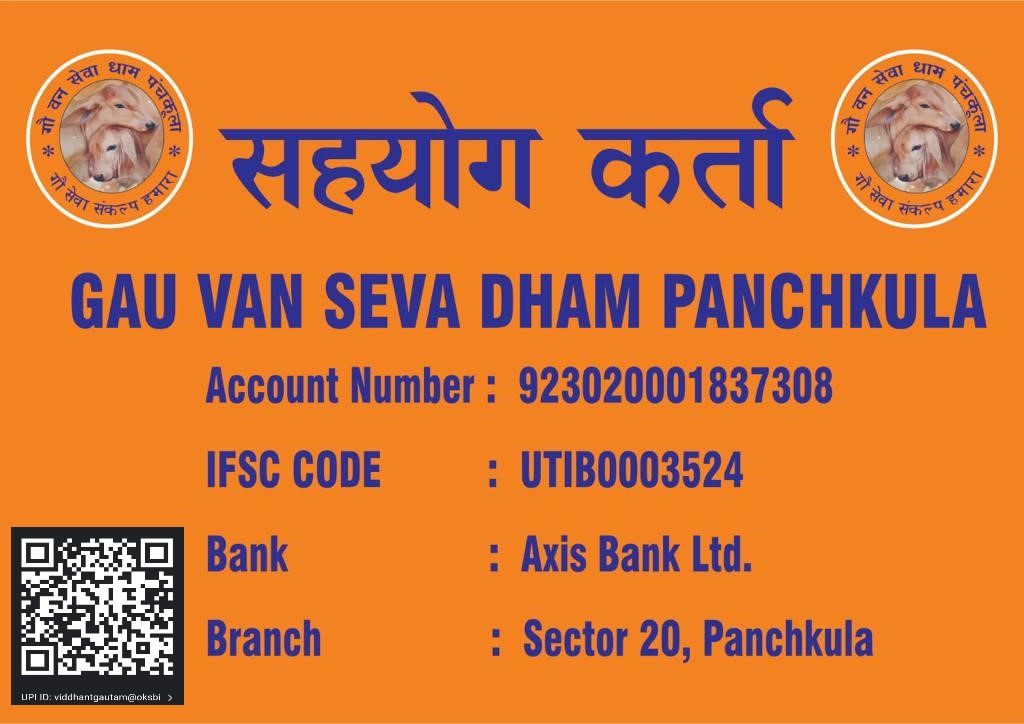 * गौ वन सेवा धाम पंचकूला *
गौ सेवा संकल्प हमारा
सहयोग कर्ता
* गौ वन सेवा धाम पंचकूला *
गौ सेवा संकल्प हमारा
GAU VAN SEVA DHAM PANCHKULA
Account Number : 923020001837308
IFSC CODE : UTIB0003524
Bank : Axis Bank Ltd.
Branch : Sector 20, Panchkula
UPI ID: viddhantgautam@oksbi >